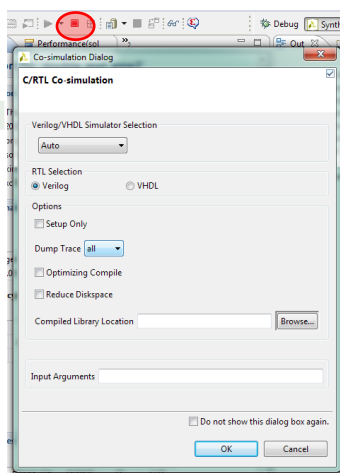 Debug Synth
Performance(sol Out
Co-simulation Dialog
C/RTL Co-simulation
Verilog/VHDL Simulator Selection
Auto
RTL Selection
Verilog VHDL
Options
Setup Only
Dump Trace all
Optimizing Compile
Reduce Diskspace
Compiled Library Location Browse...
Input Arguments
Do not show this dialog box again.
OK Cancel